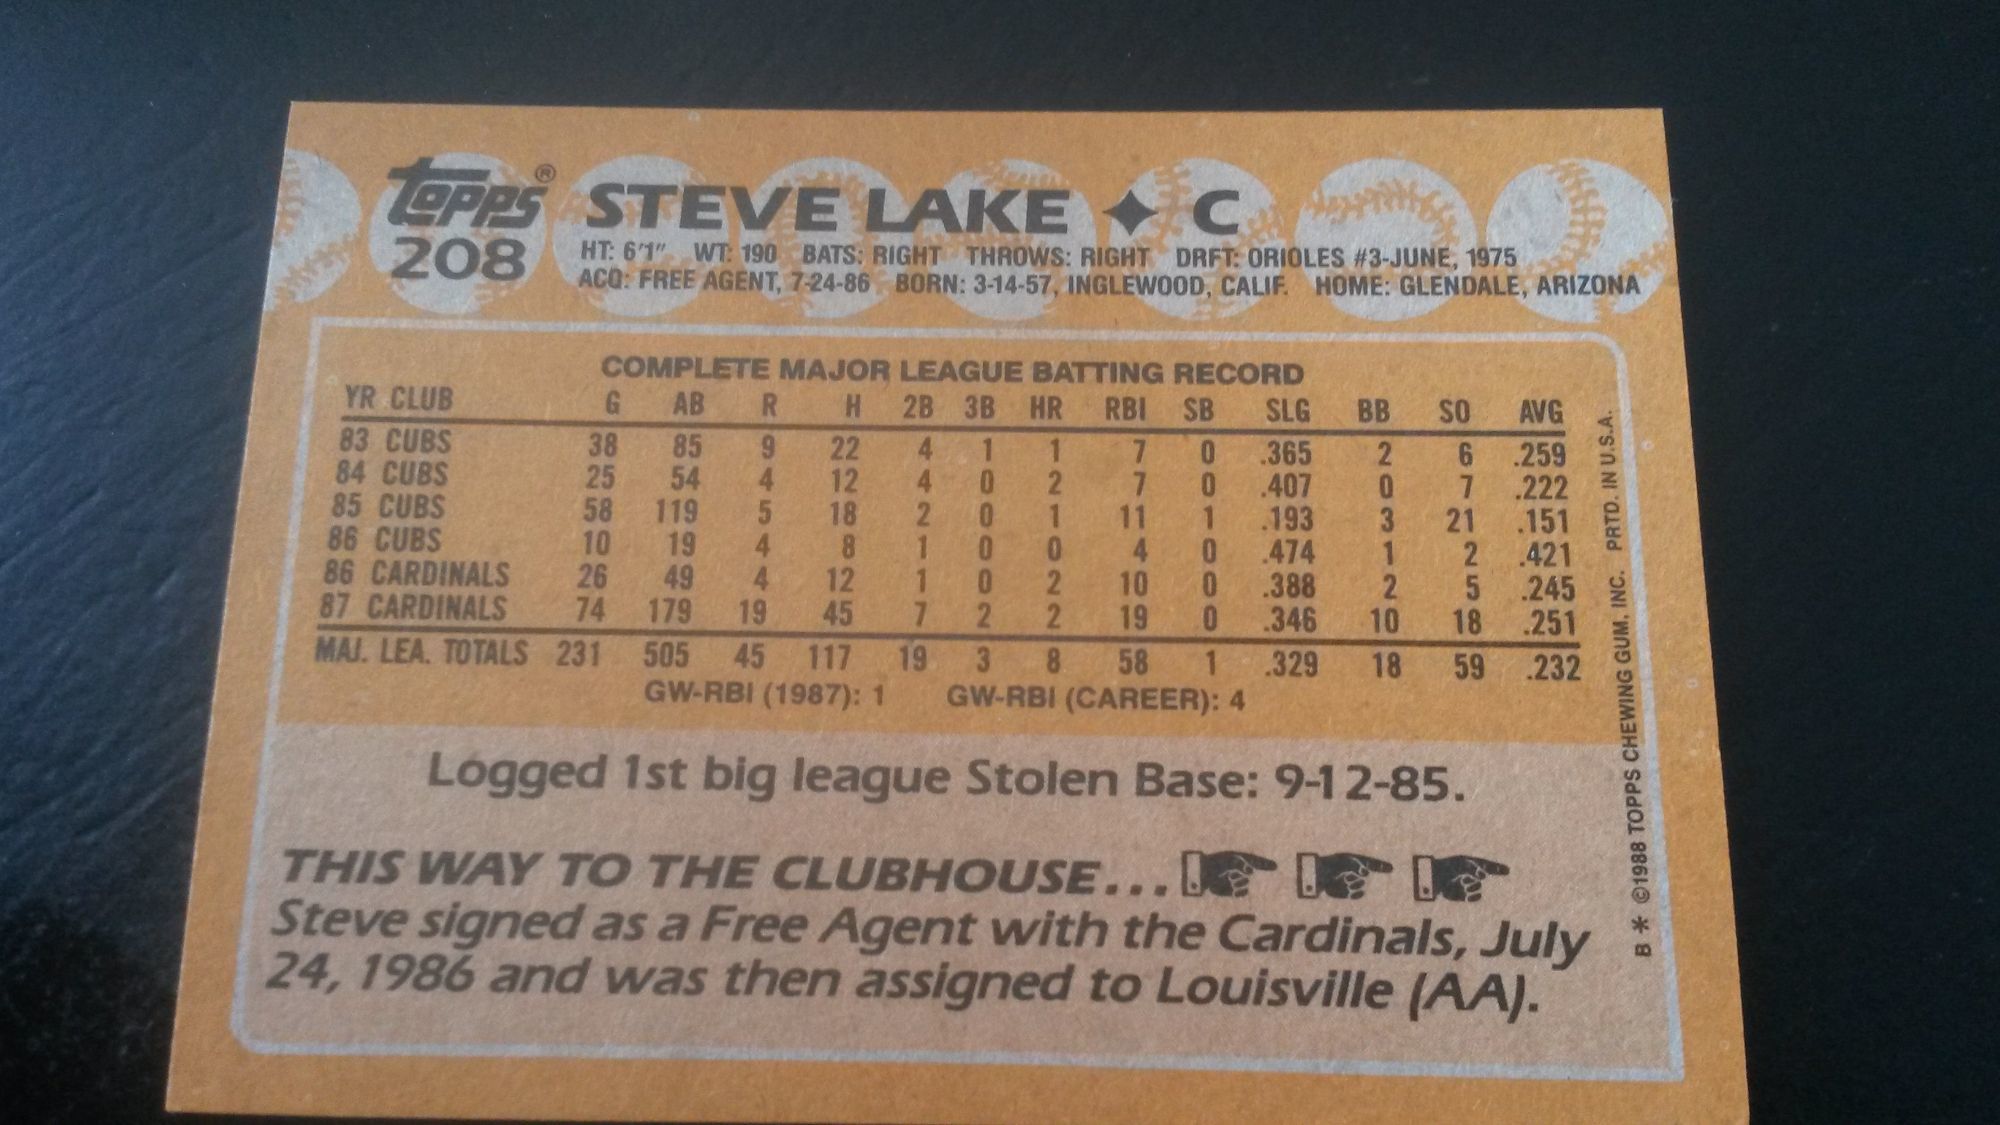 topps® STEVE LAKE ✦ C
208
HT: 6'1" WT: 190 BATS: RIGHT THROWS: RIGHT DRFT: ORIOLES #3-JUNE, 1975
ACQ: FREE AGENT, 7-24-86 BORN: 3-14-57, INGLEWOOD, CALIF. HOME: GLENDALE, ARIZONA
COMPLETE MAJOR LEAGUE BATTING RECORD
YR CLUB G AB R H 2B 3B HR RBI SB SLG BB SO AVG
83 CUBS 38 85 9 22 4 1 1 7 0 .365 2 6 .259
84 CUBS 25 54 4 12 4 0 2 7 0 .407 0 7 .222
85 CUBS 58 119 5 18 2 0 1 11 1 .193 3 21 .151
86 CUBS 10 19 4 8 1 0 0 4 0 .474 1 2 .421
86 CARDINALS 26 49 4 12 1 0 2 10 0 .388 2 5 .245
87 CARDINALS 74 179 19 45 7 2 2 19 0 .346 10 18 .251
MAJ. LEA. TOTALS 231 505 45 117 19 3 8 58 1 .329 18 59 .232
GW-RBI (1987): 1 GW-RBI (CAREER): 4
Logged 1st big league Stolen Base: 9-12-85.
THIS WAY TO THE CLUBHOUSE...
Steve signed as a Free Agent with the Cardinals, July
24, 1986 and was then assigned to Louisville (AA).
B * ©1988 TOPPS CHEWING GUM, INC. PRTD. IN U.S.A.